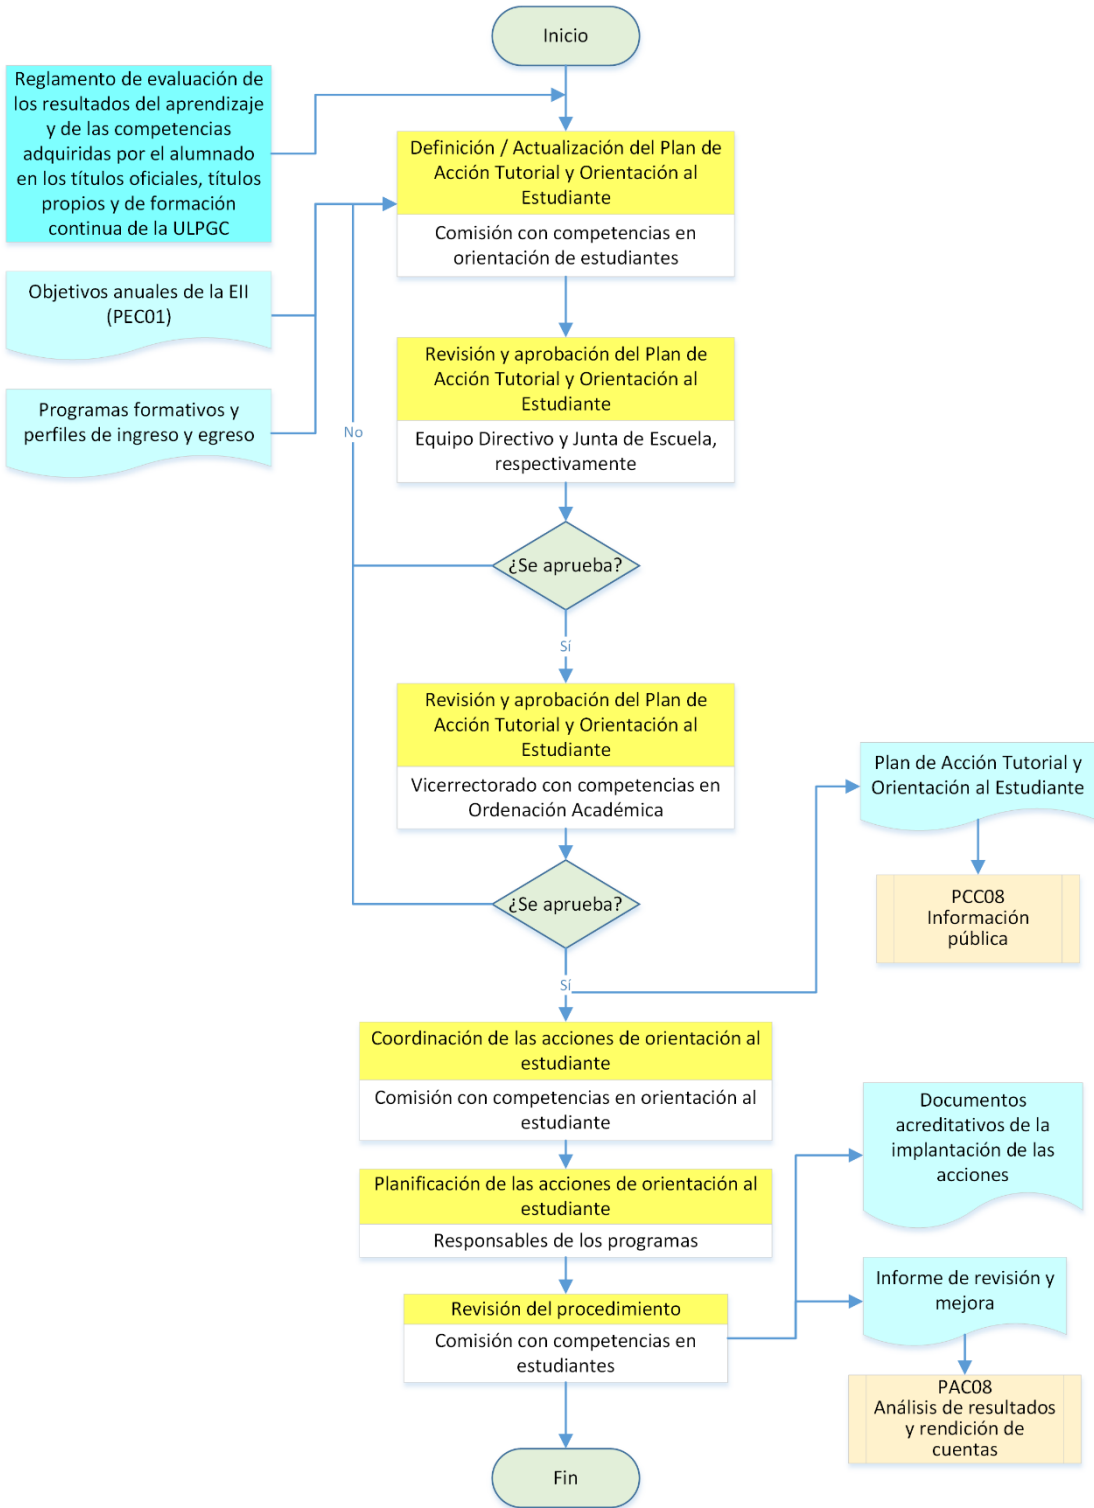 Inicio
Reglamento de evaluación de
los resultados del aprendizaje
y de las competencias
adquiridas por el alumnado
en los títulos oficiales, títulos
propios y de formación
continua de la ULPGC
Definición / Actualización del Plan de
Acción Tutorial y Orientación al
Estudiante
Comisión con competencias en
orientación de estudiantes
Objetivos anuales de la EII
(PEC01)
Programas formativos y
perfiles de ingreso y egreso
No
Revisión y aprobación del Plan de
Acción Tutorial y Orientación al
Estudiante
Equipo Directivo y Junta de Escuela,
respectivamente
¿Se aprueba?
Sí
Revisión y aprobación del Plan de
Acción Tutorial y Orientación al
Estudiante
Vicerrectorado con competencias en
Ordenación Académica
¿Se aprueba?
Sí
Plan de Acción Tutorial y
Orientación al Estudiante
PCC08
Información
pública
Coordinación de las acciones de orientación al
estudiante
Comisión con competencias en orientación al
estudiante
Planificación de las acciones de orientación al
estudiante
Responsables de los programas
Revisión del procedimiento
Comisión con competencias en
estudiantes
Documentos
acreditativos de la
implantación de las
acciones
Informe de revisión y
mejora
PAC08
Análisis de resultados
y rendición de
cuentas
Fin